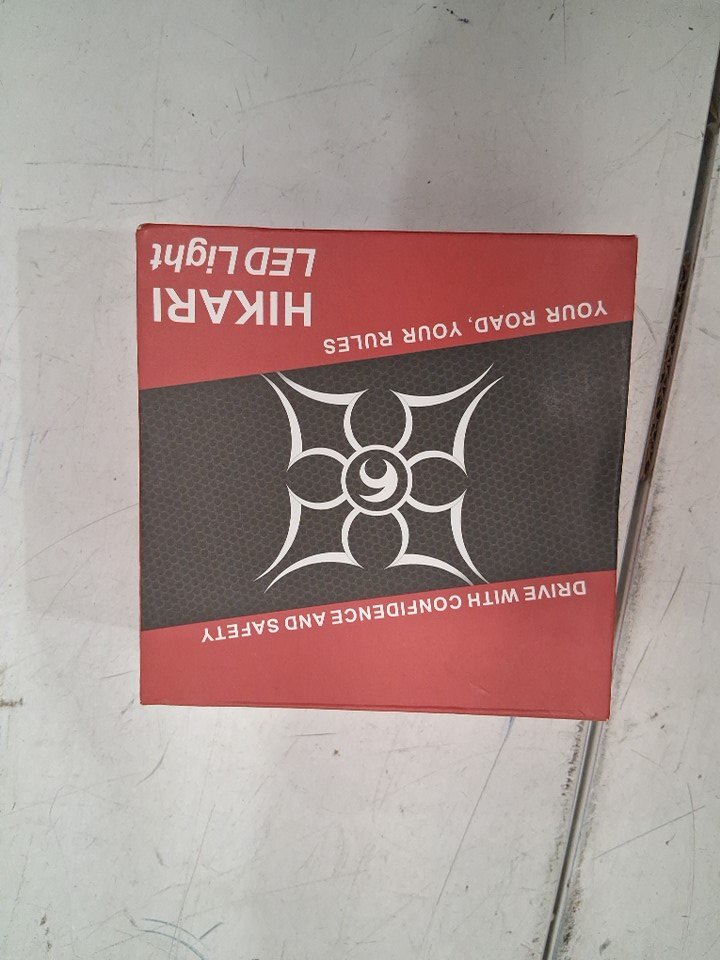 DRIVE WITH CONFIDENCE AND SAFETY
YOUR ROAD, YOUR RULES
HIKARI
LED Light